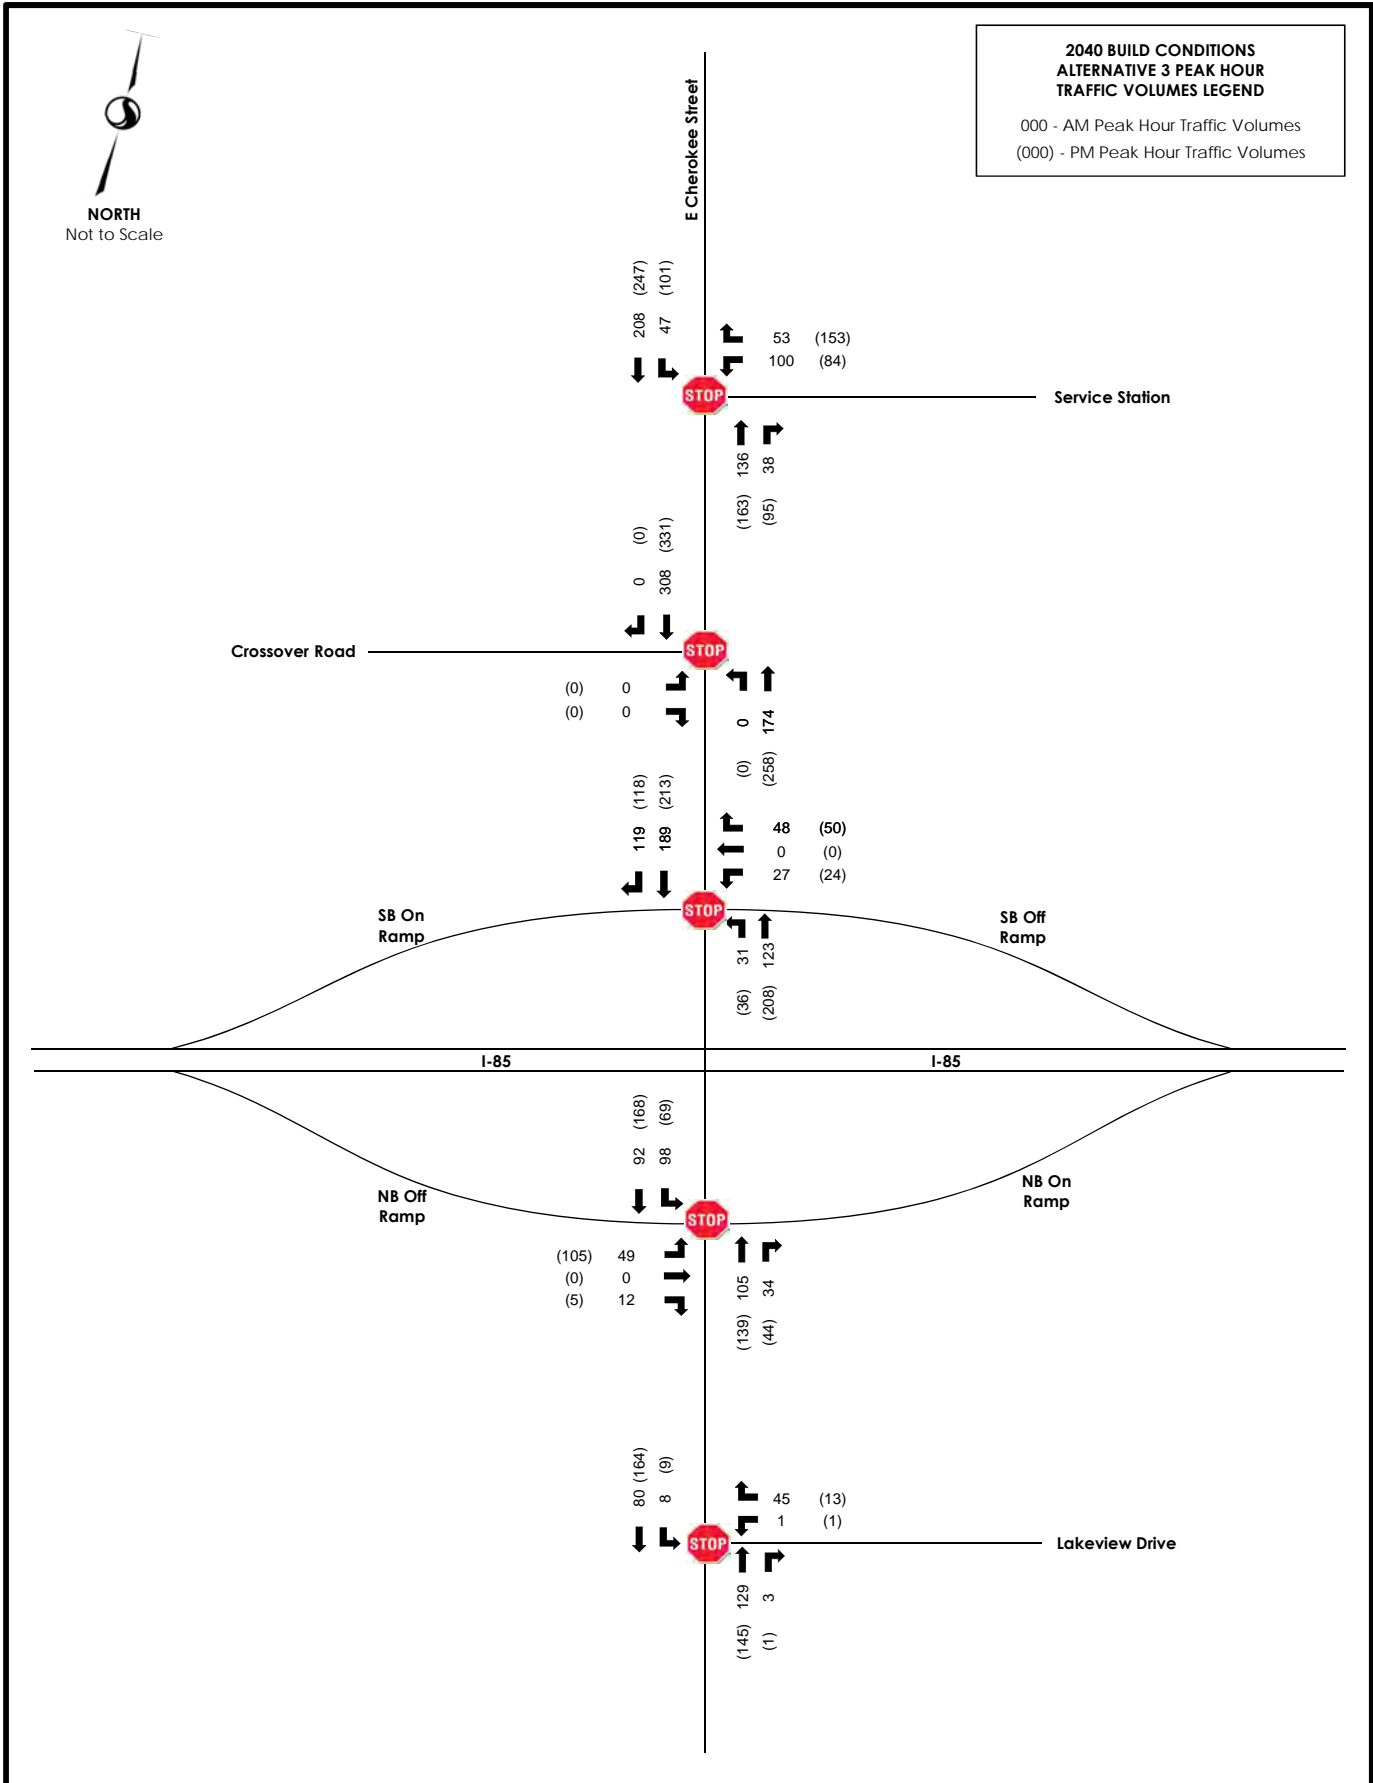 2040 BUILD CONDITIONS
ALTERNATIVE 3 PEAK HOUR
TRAFFIC VOLUMES LEGEND
000 - AM Peak Hour Traffic Volumes
(000) - PM Peak Hour Traffic Volumes
NORTH
Not to Scale
E Cherokee Street
208 (247)
47 (101)
53 (153)
100 (84)
STOP
Service Station
(163) 136
(95) 38
0 (0)
308 (331)
Crossover Road
STOP
(0) 0
(0) 0
(0) 0
(258) 174
119 (118)
189 (213)
48 (50)
0 (0)
27 (24)
STOP
SB On
Ramp
SB Off
Ramp
(36) 31
(208) 123
I-85
I-85
92 (168)
98 (69)
NB Off
Ramp
STOP
NB On
Ramp
(105) 49
(0) 0
(5) 12
(139) 105
(44) 34
80 (164)
8 (9)
45 (13)
1 (1)
STOP
Lakeview Drive
(145) 129
(1) 3